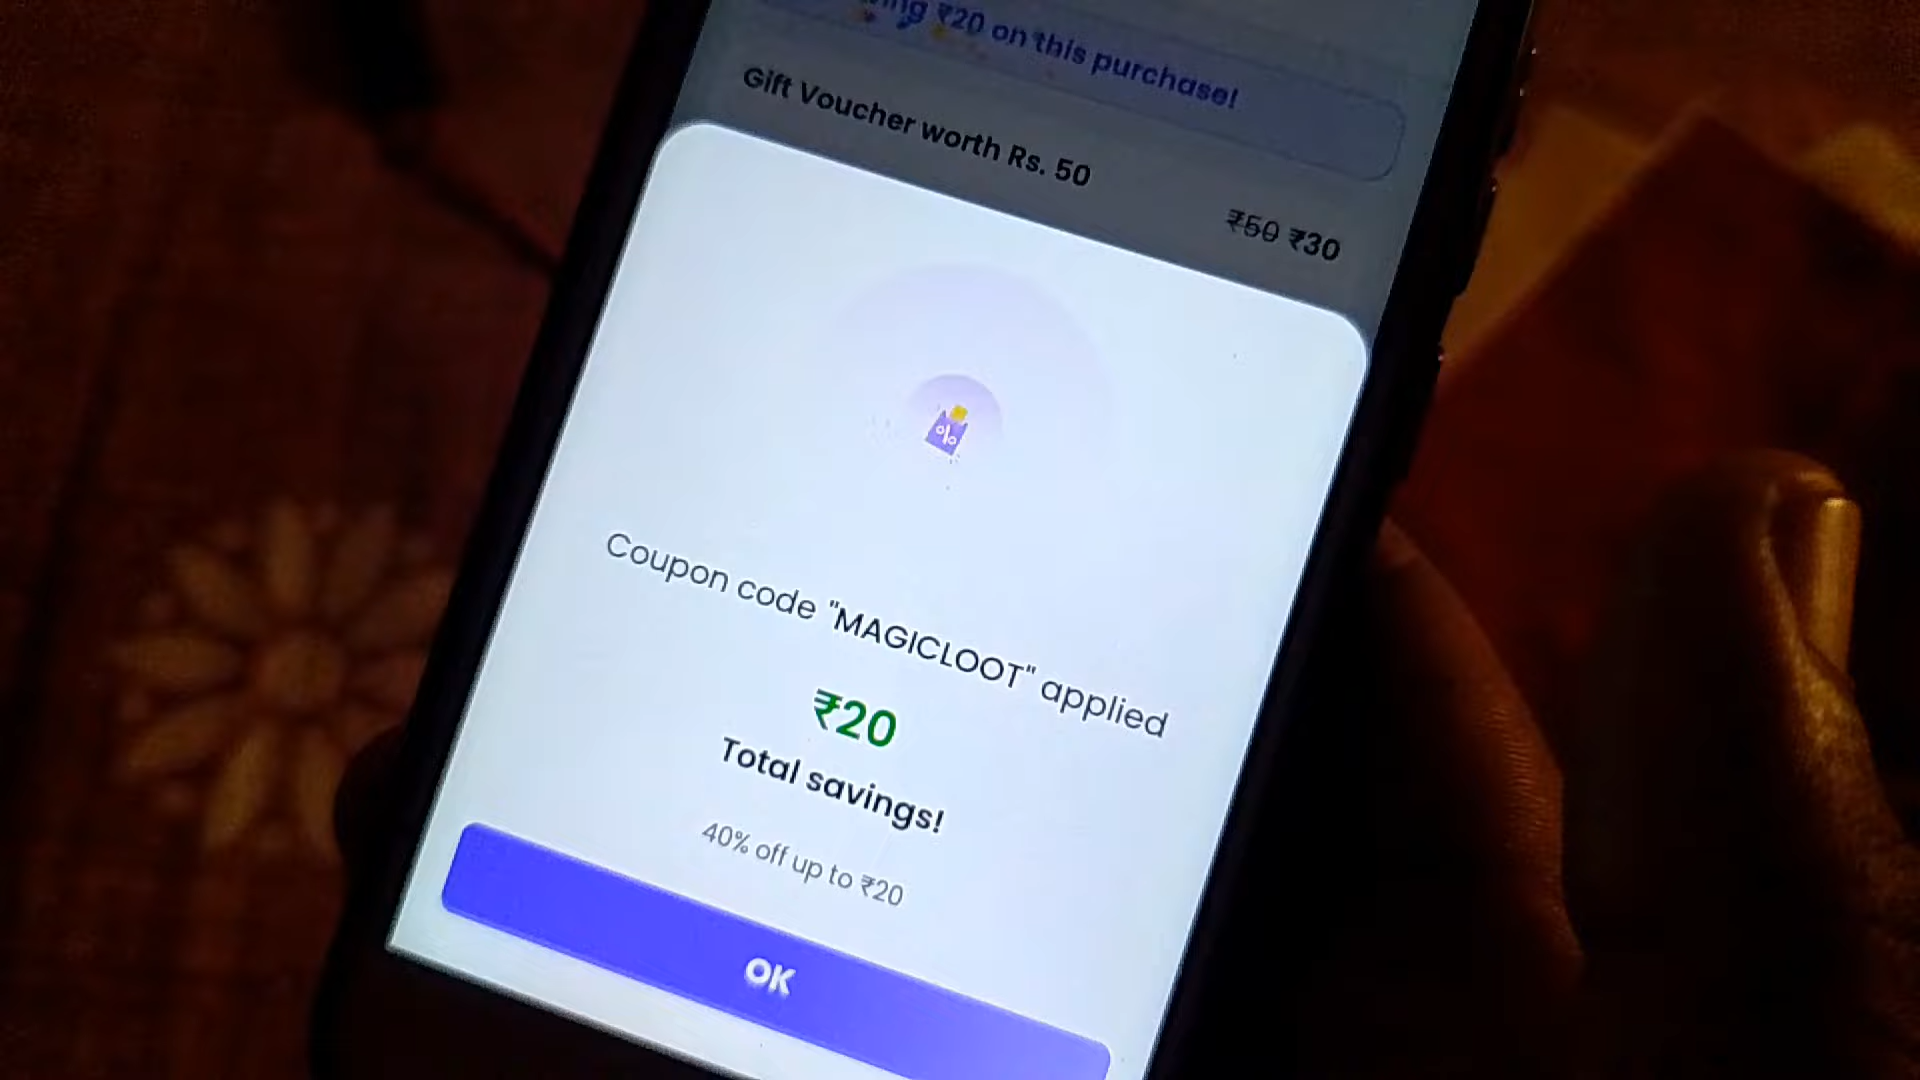 ₹20 on this purchase!
Gift Voucher worth Rs. 50
₹50 ₹30
%
Coupon code "MAGICLOOT" applied
₹20
Total savings!
40% off up to ₹20
OK